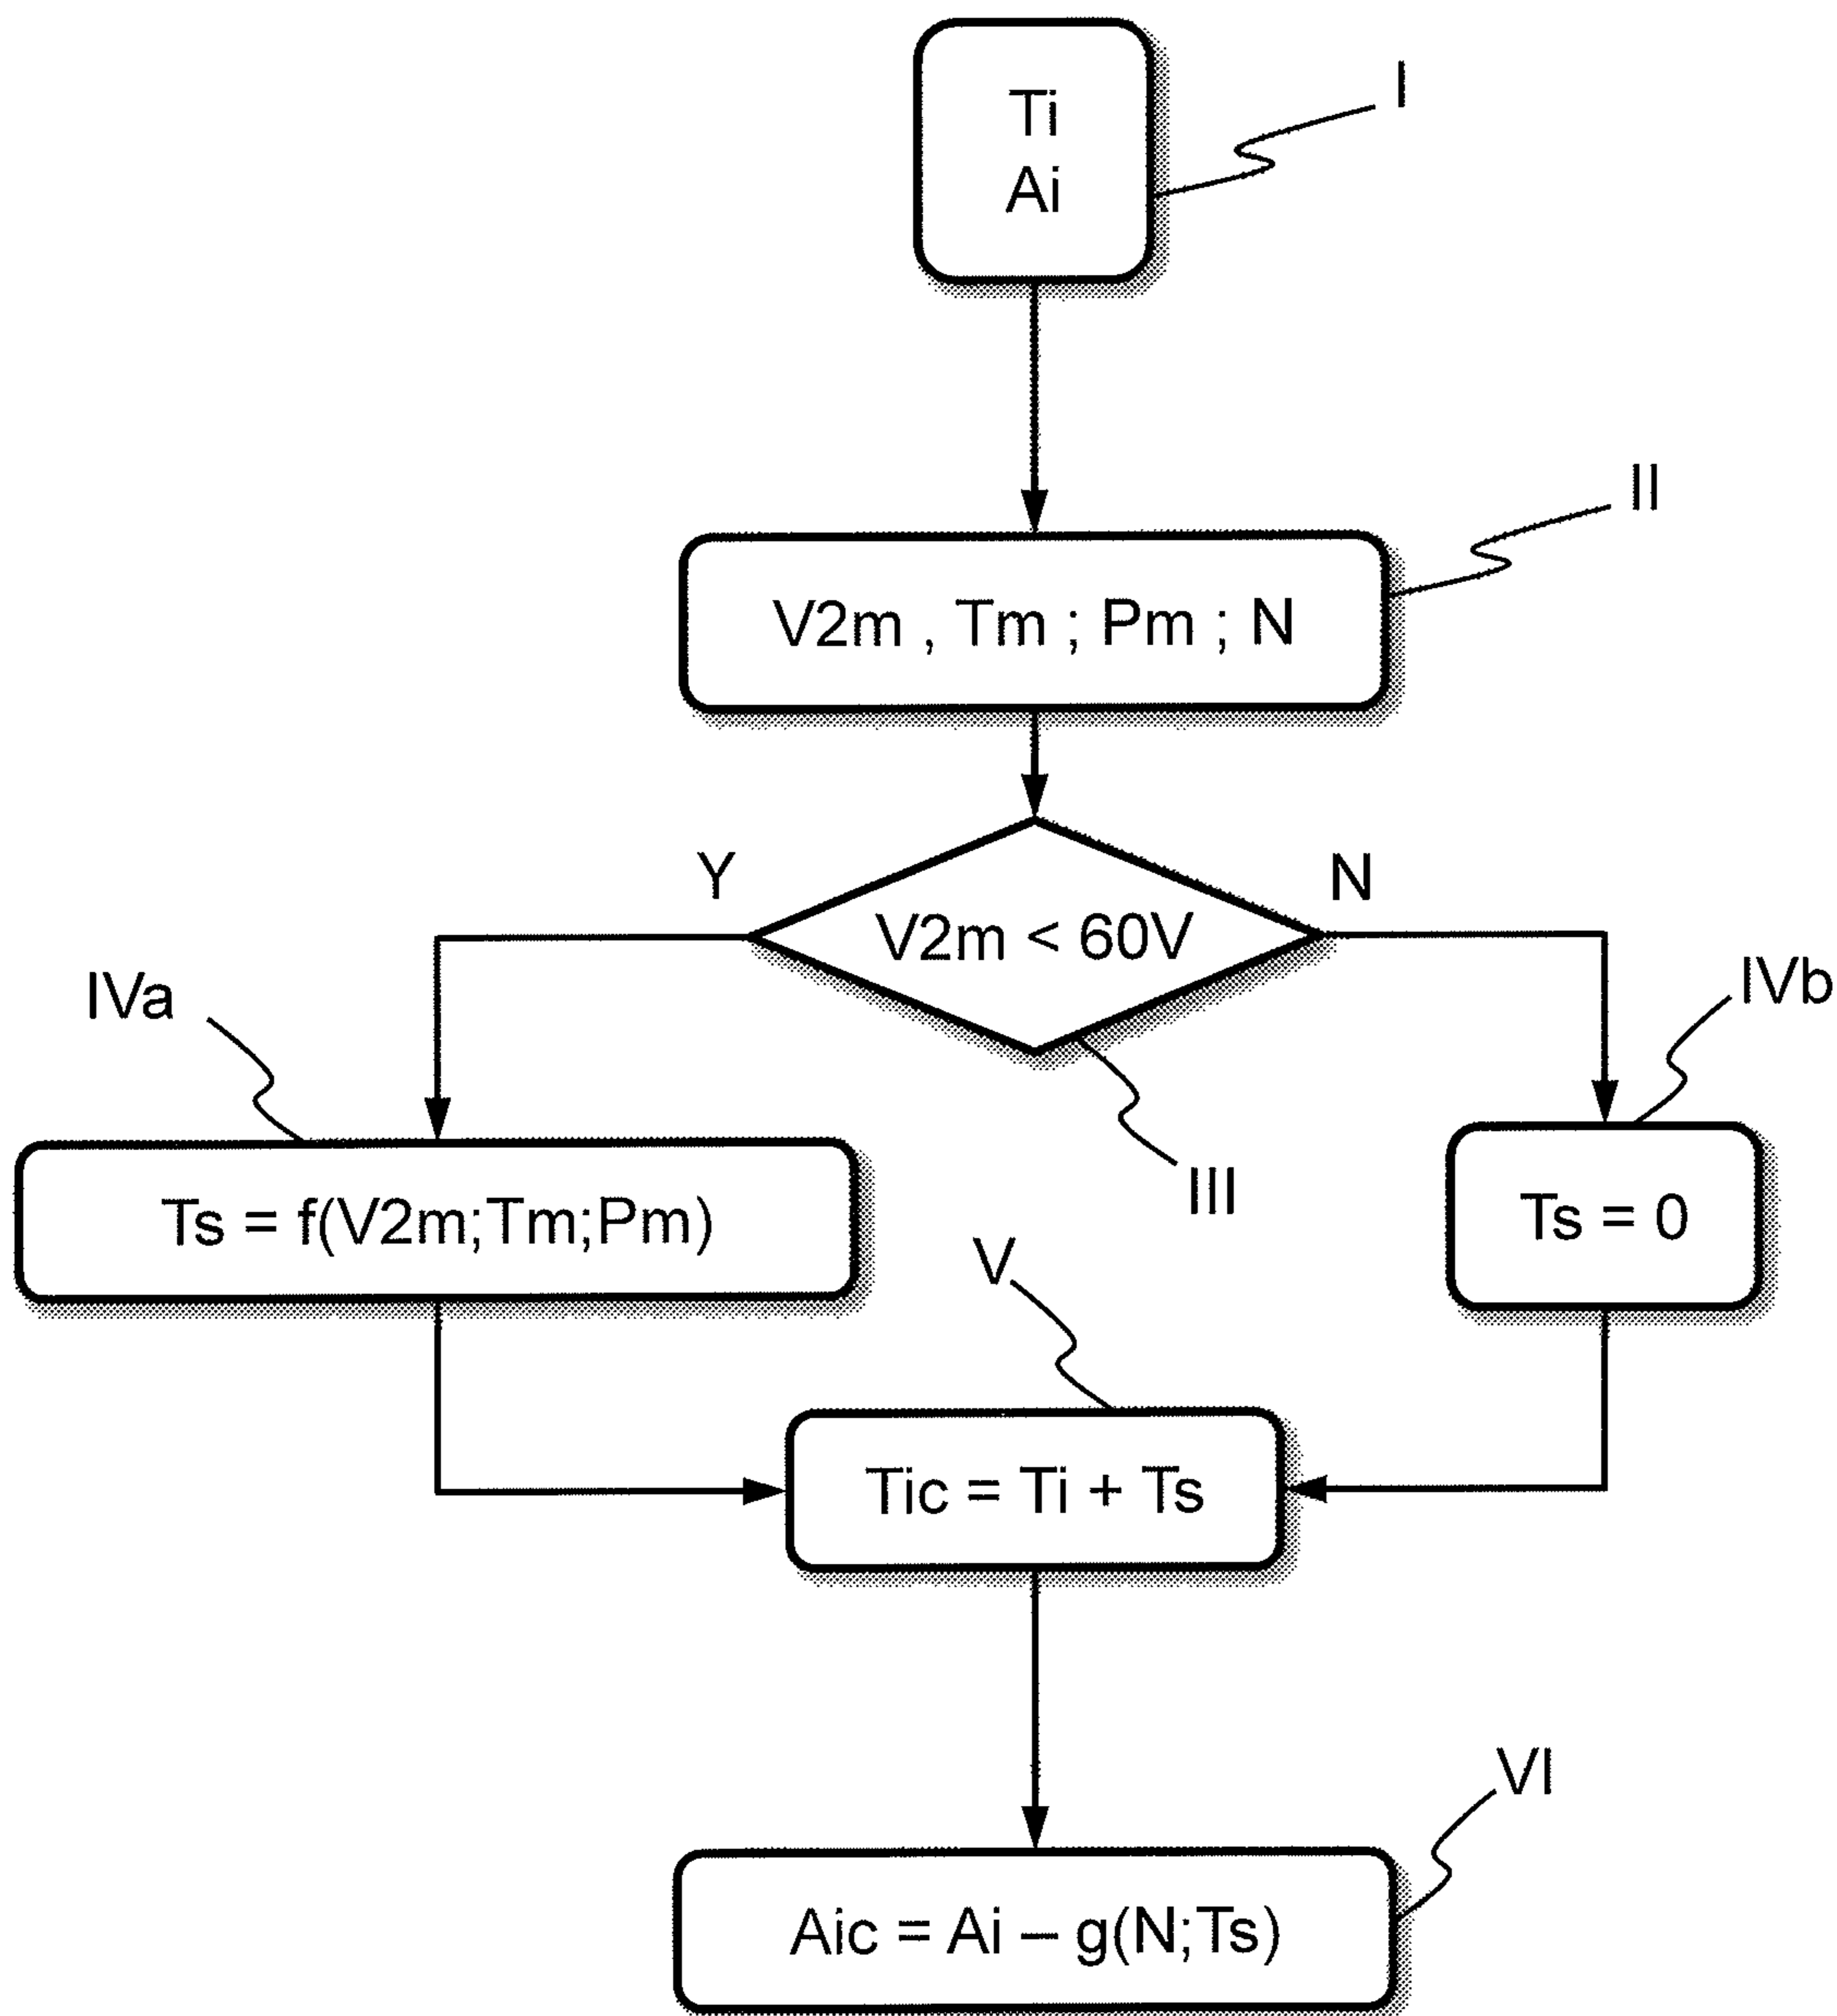 Ti
Ai
I
II
V2m , Tm ; Pm ; N
Y
N
V2m < 60V
IVa
IVb
III
Ts = f(V2m;Tm;Pm)
Ts = 0
V
Tic = Ti + Ts
VI
Aic = Ai – g(N;Ts)